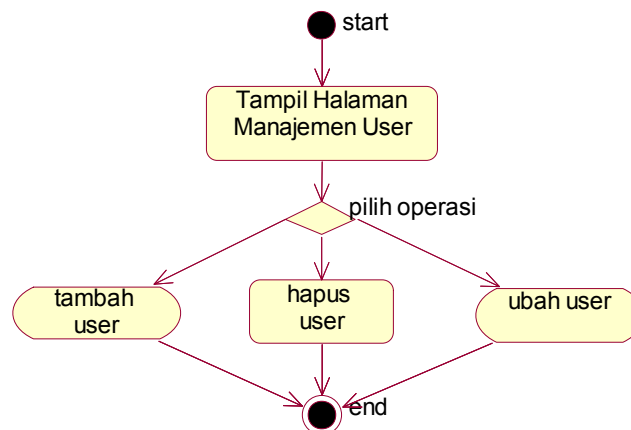 start
Tampil Halaman
Manajemen User
pilih operasi
tambah
user
hapus
user
ubah user
end